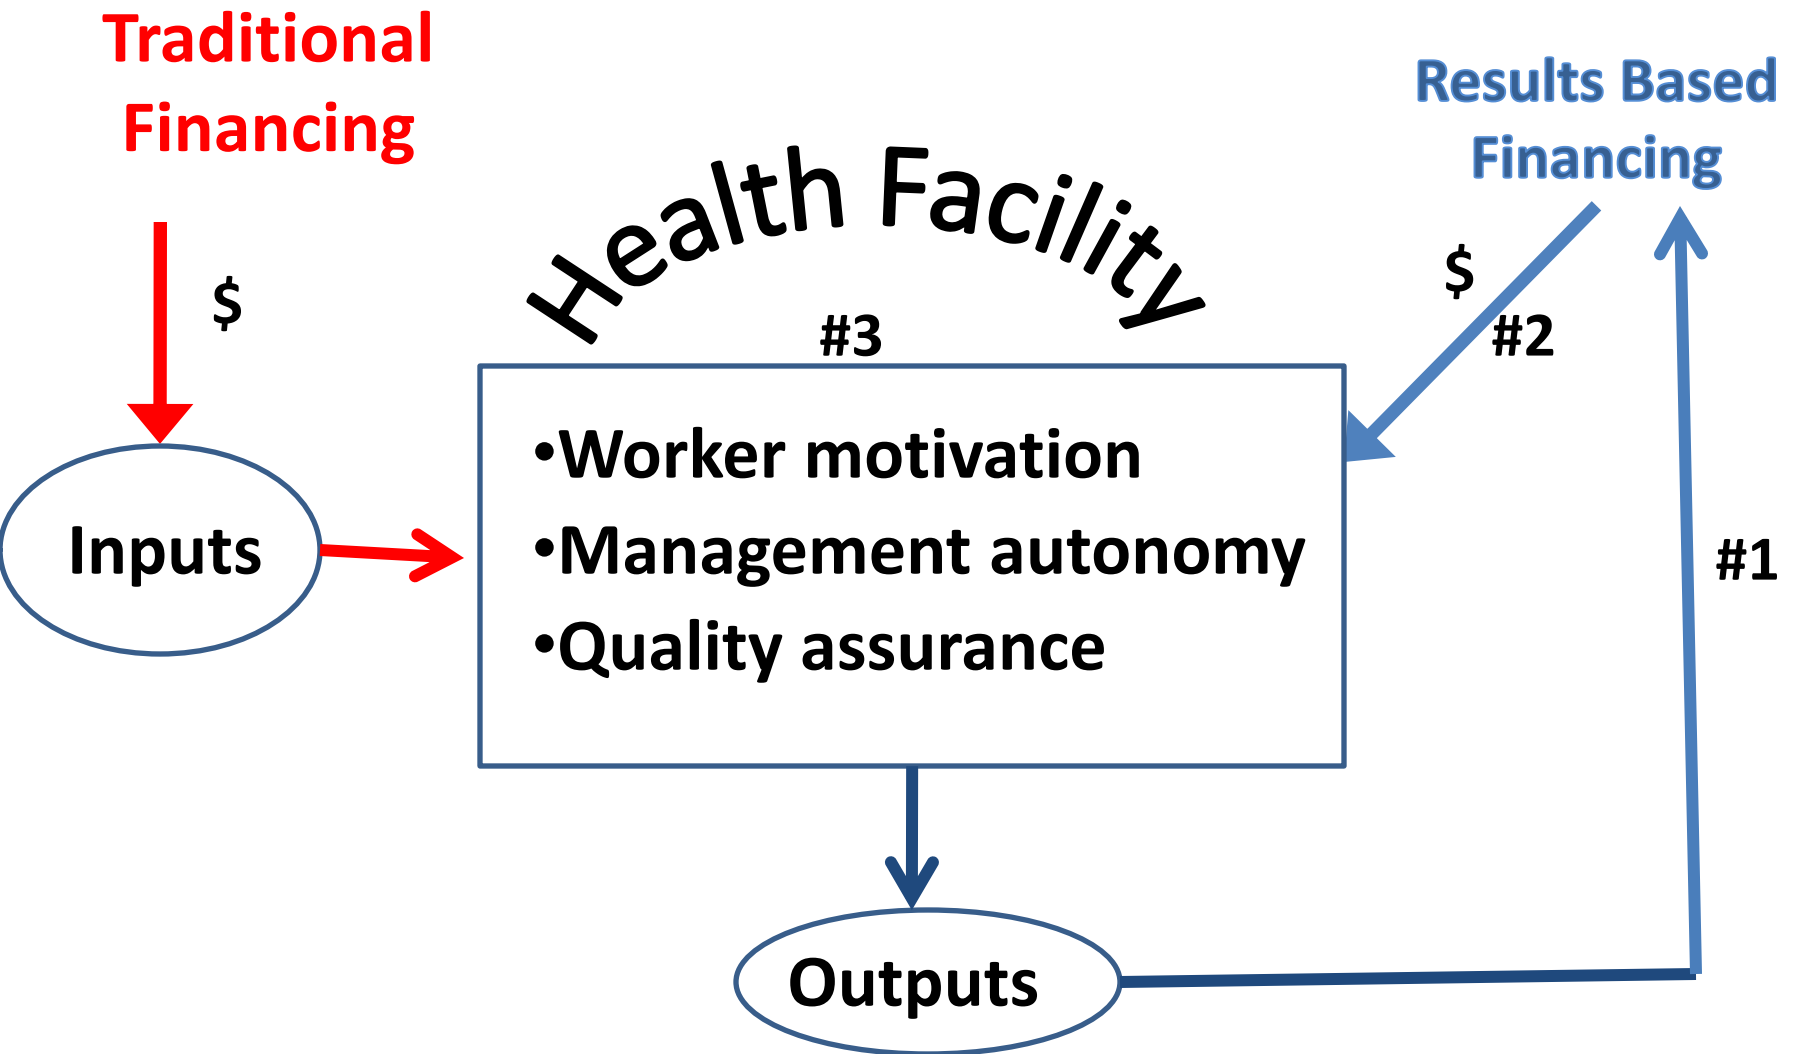 Traditional
Financing
$
Inputs
Health Facility
#3
•Worker motivation
•Management autonomy
•Quality assurance
Outputs
Results Based
Financing
$
#2
#1